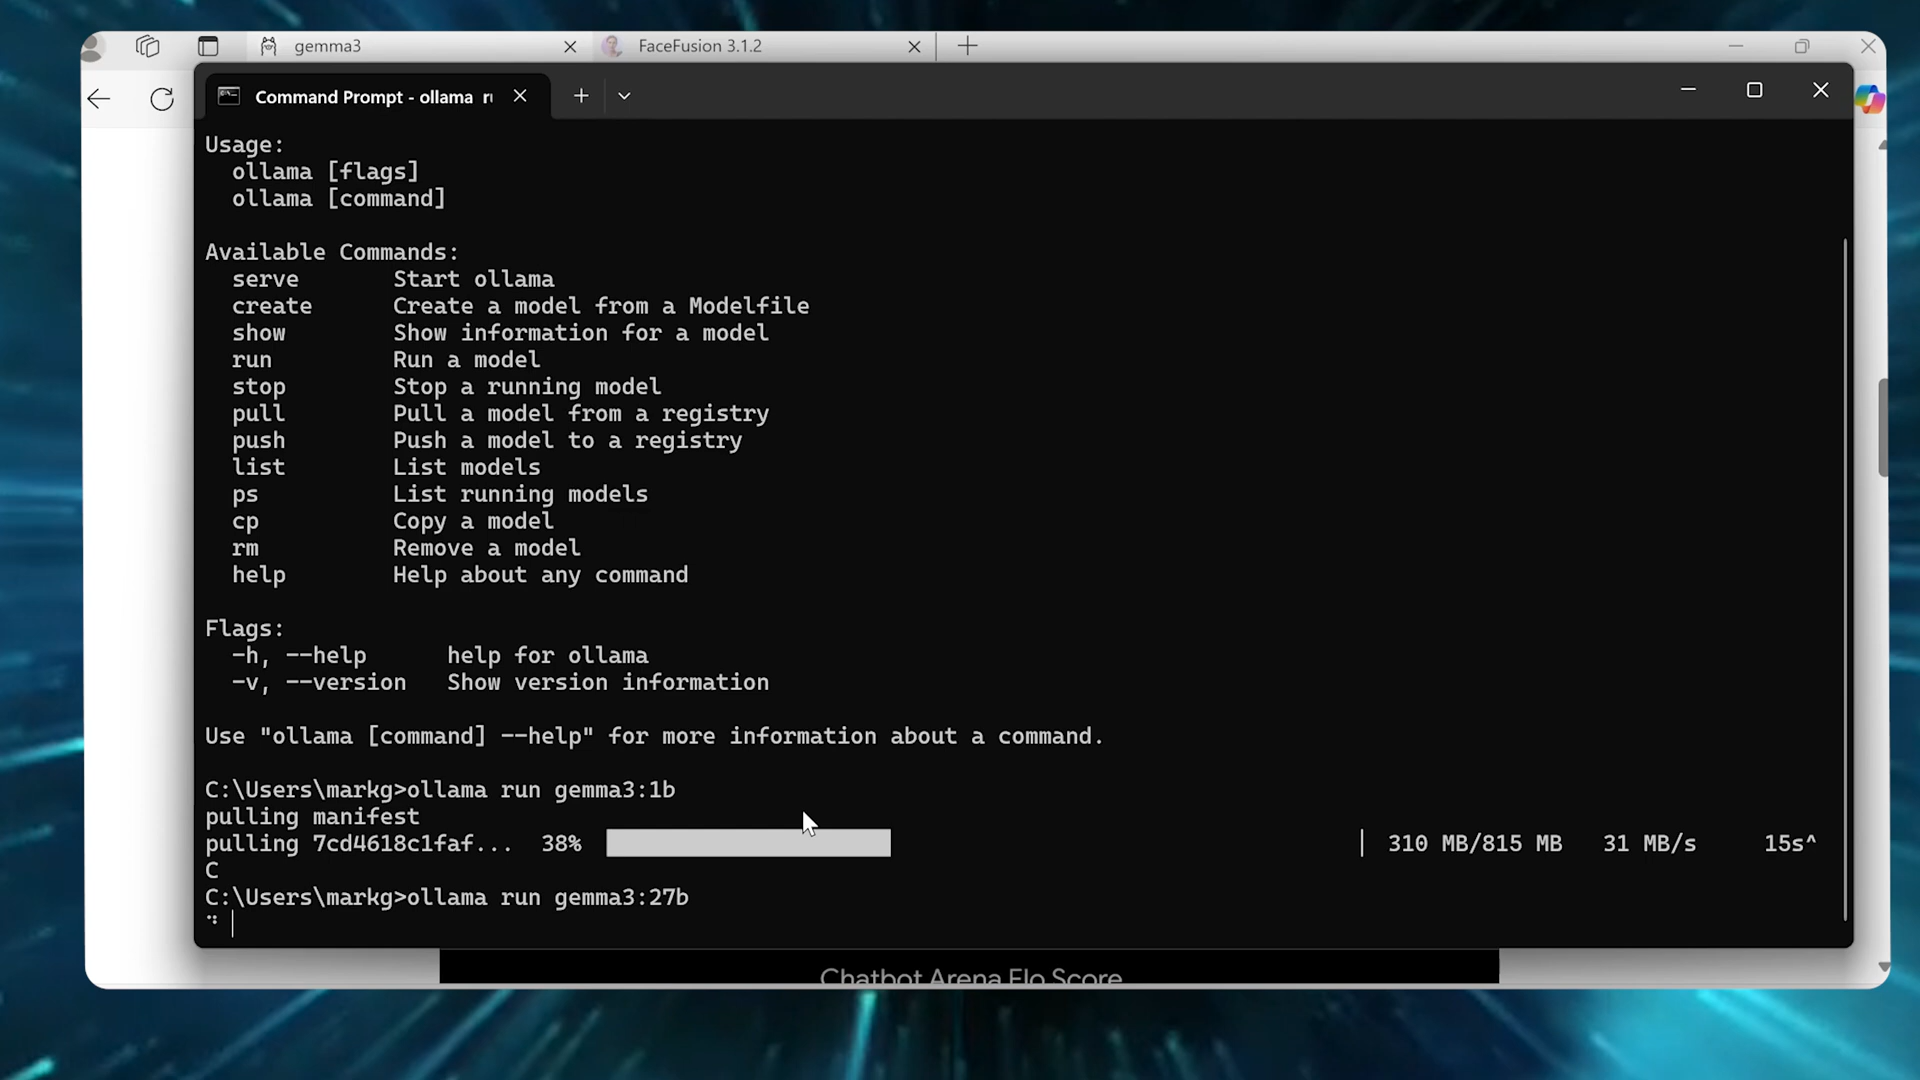 gemma3
FaceFusion 3.1.2
Command Prompt - ollama r
Usage:
ollama [flags]
ollama [command]
Available Commands:
serve Start ollama
create Create a model from a Modelfile
show Show information for a model
run Run a model
stop Stop a running model
pull Pull a model from a registry
push Push a model to a registry
list List models
ps List running models
cp Copy a model
rm Remove a model
help Help about any command
Flags:
-h, --help help for ollama
-v, --version Show version information
Use "ollama [command] --help" for more information about a command.
C:\Users\markg>ollama run gemma3:1b
pulling manifest
pulling 7cd4618c1faf... 38% | 310 MB/815 MB 31 MB/s 15s^
C
C:\Users\markg>ollama run gemma3:27b
Chatbot Arena Elo Score